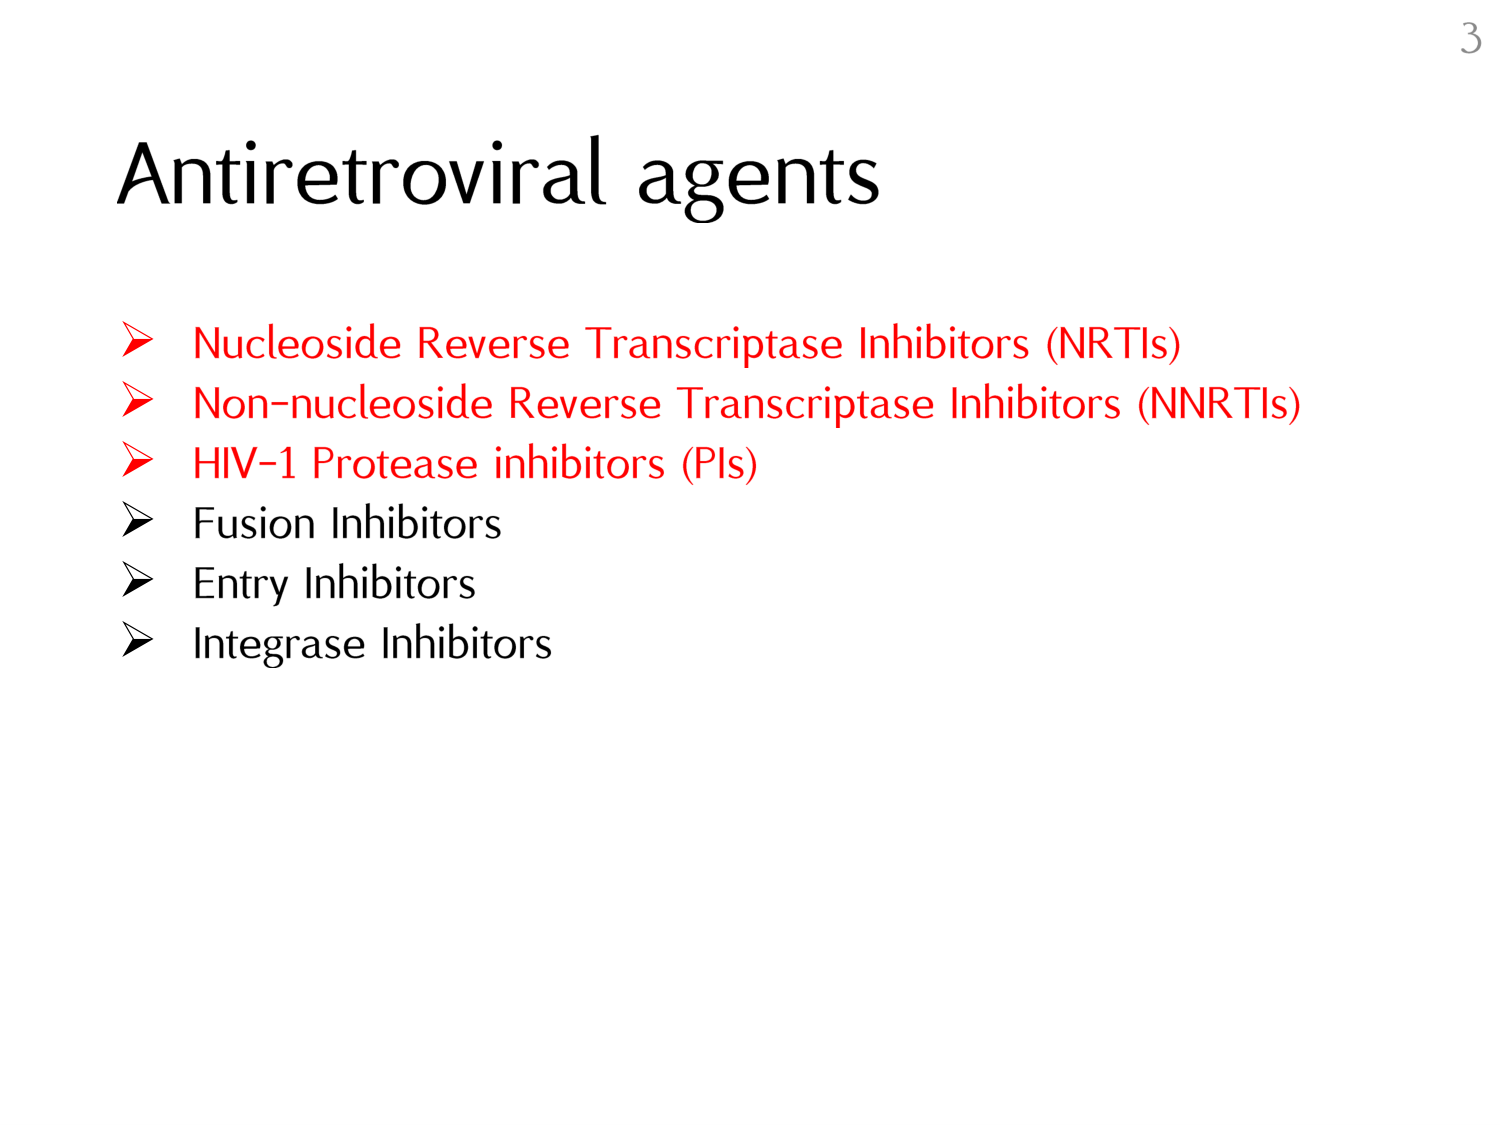 3
Antiretroviral agents
➢ Nucleoside Reverse Transcriptase Inhibitors (NRTIs)
➢ Non-nucleoside Reverse Transcriptase Inhibitors (NNRTIs)
➢ HIV-1 Protease inhibitors (PIs)
➢ Fusion Inhibitors
➢ Entry Inhibitors
➢ Integrase Inhibitors